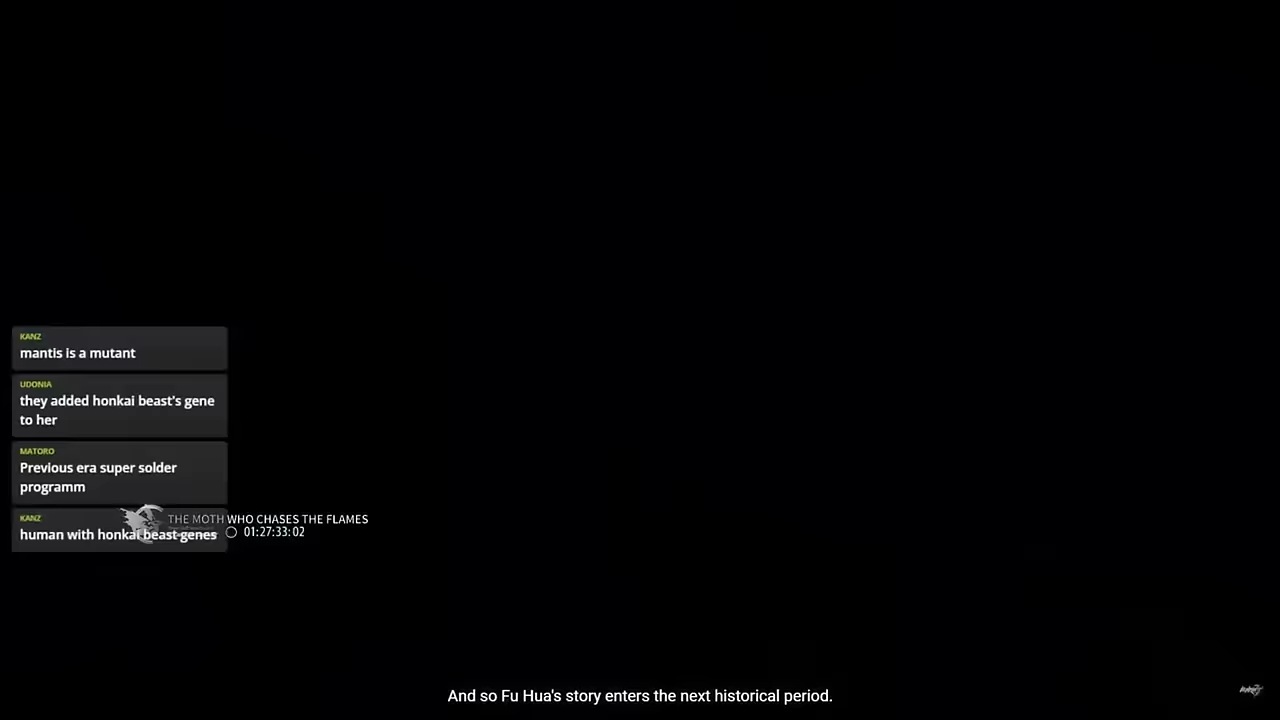 KANZ
mantis is a mutant
UDONIA
they added honkai beast's gene
to her
MATORO
Previous era super solder
programm
KANZ
THE MOTH WHO CHASES THE FLAMES
human with honkai beast genes
01:27:33:02
And so Fu Hua's story enters the next historical period.